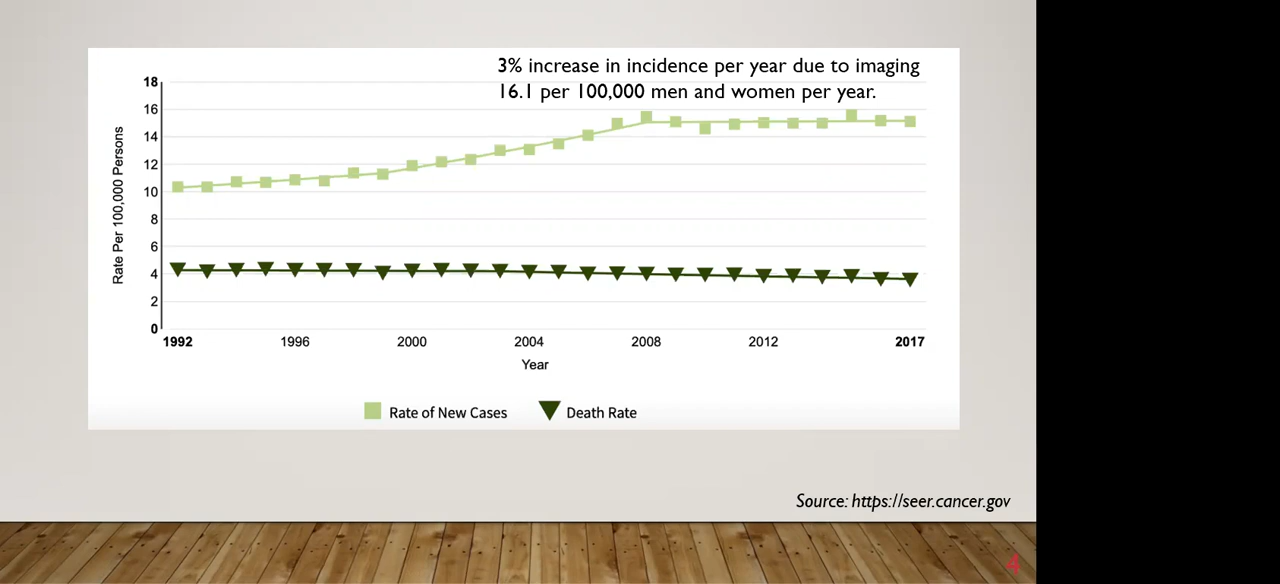 3% increase in incidence per year due to imaging
16.1 per 100,000 men and women per year.
Rate Per 100,000 Persons
18
16
14
12
10
8
6
4
2
0
1992 1996 2000 2004 2008 2012 2017
Year
Rate of New Cases Death Rate
Source: https://seer.cancer.gov
4